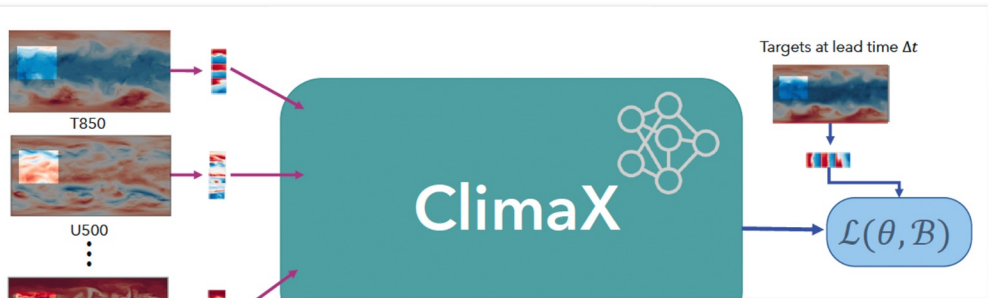 Targets at lead time Δt
T850
U500
ClimaX
ℒ(θ, ℬ)